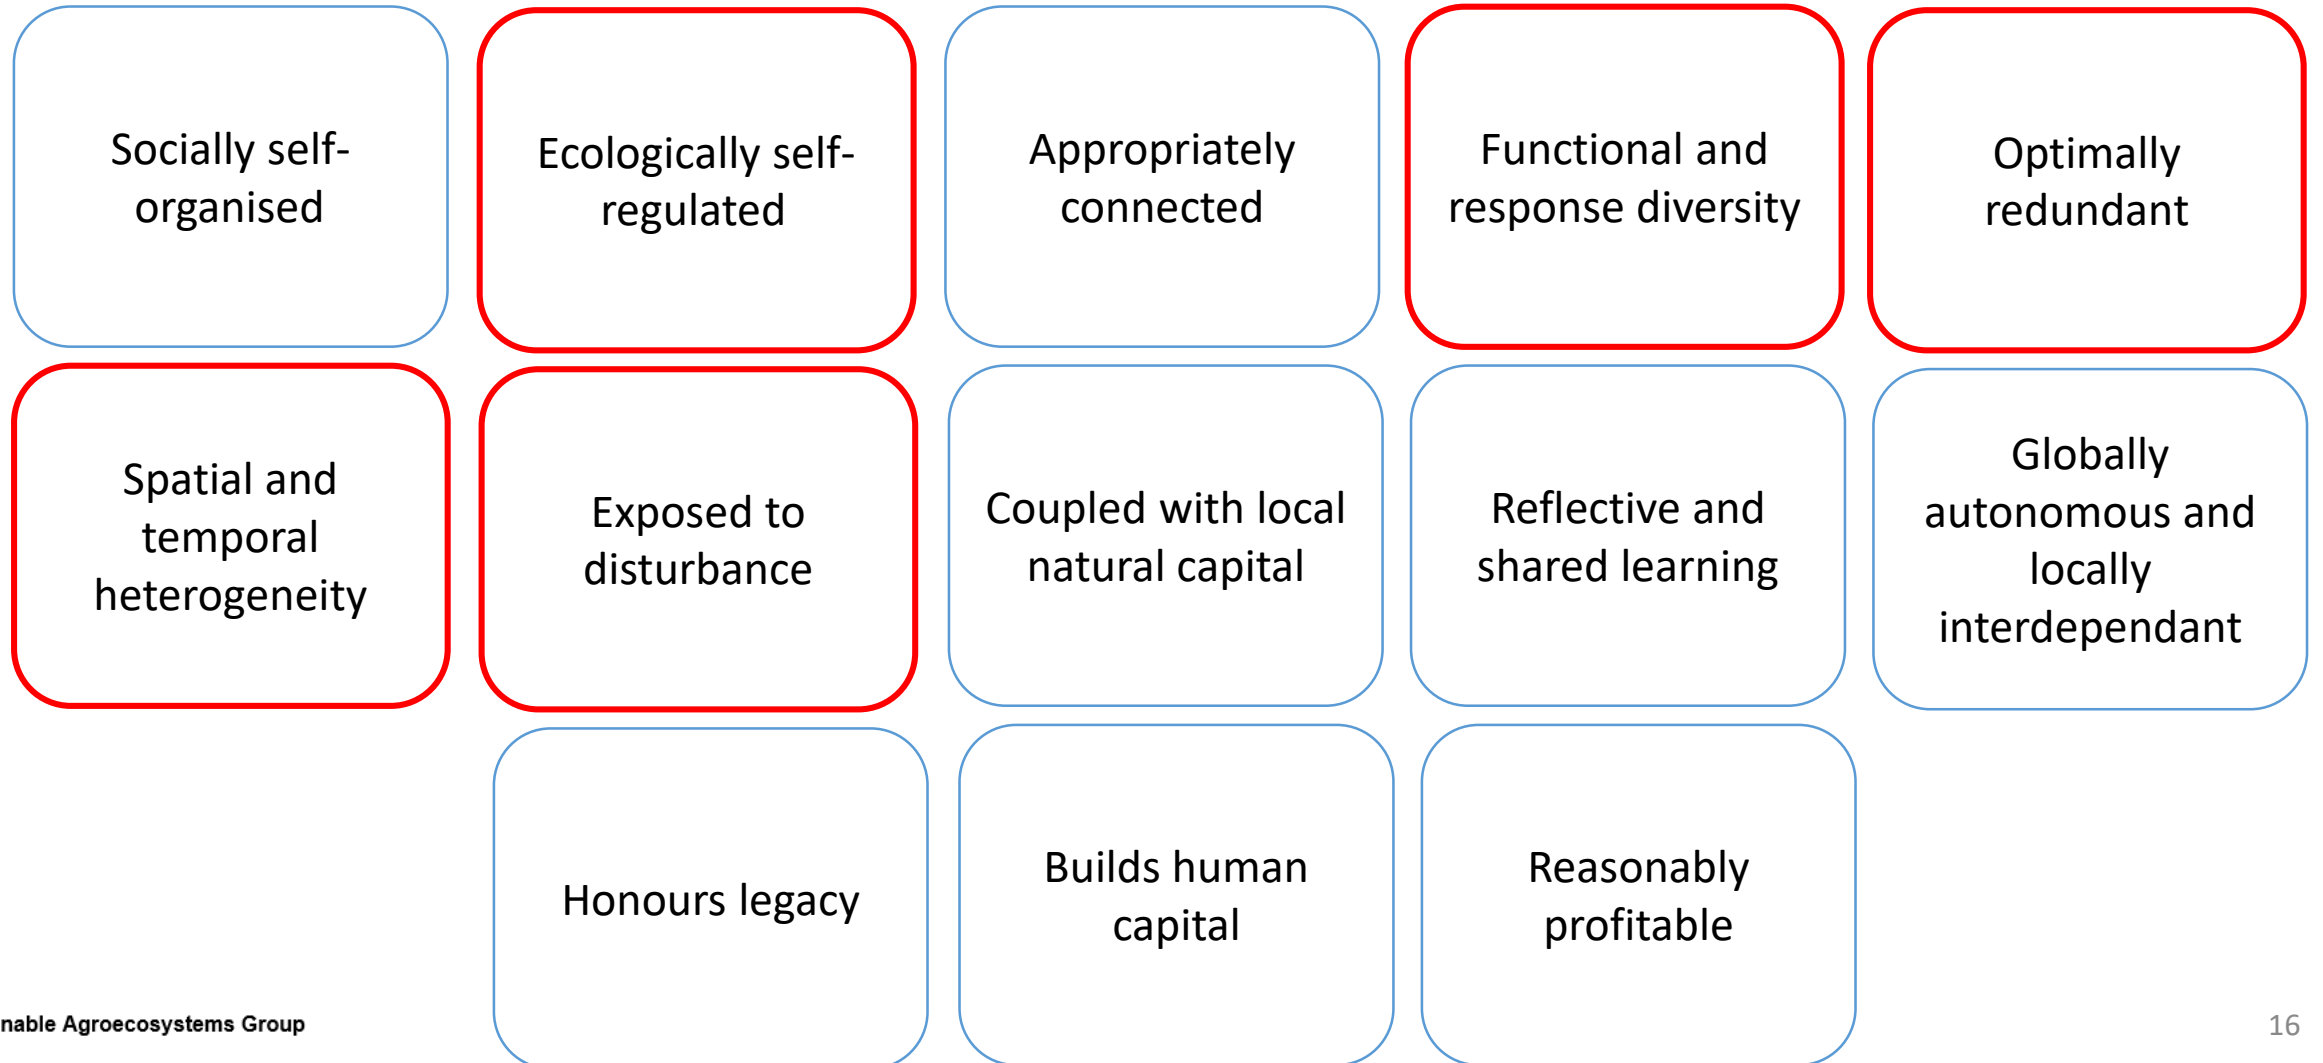 Socially self-
organised
Ecologically self-
regulated
Appropriately
connected
Functional and
response diversity
Optimally
redundant
Spatial and
temporal
heterogeneity
Exposed to
disturbance
Coupled with local
natural capital
Reflective and
shared learning
Globally
autonomous and
locally
interdependant
Honours legacy
Builds human
capital
Reasonably
profitable
nable Agroecosystems Group
16